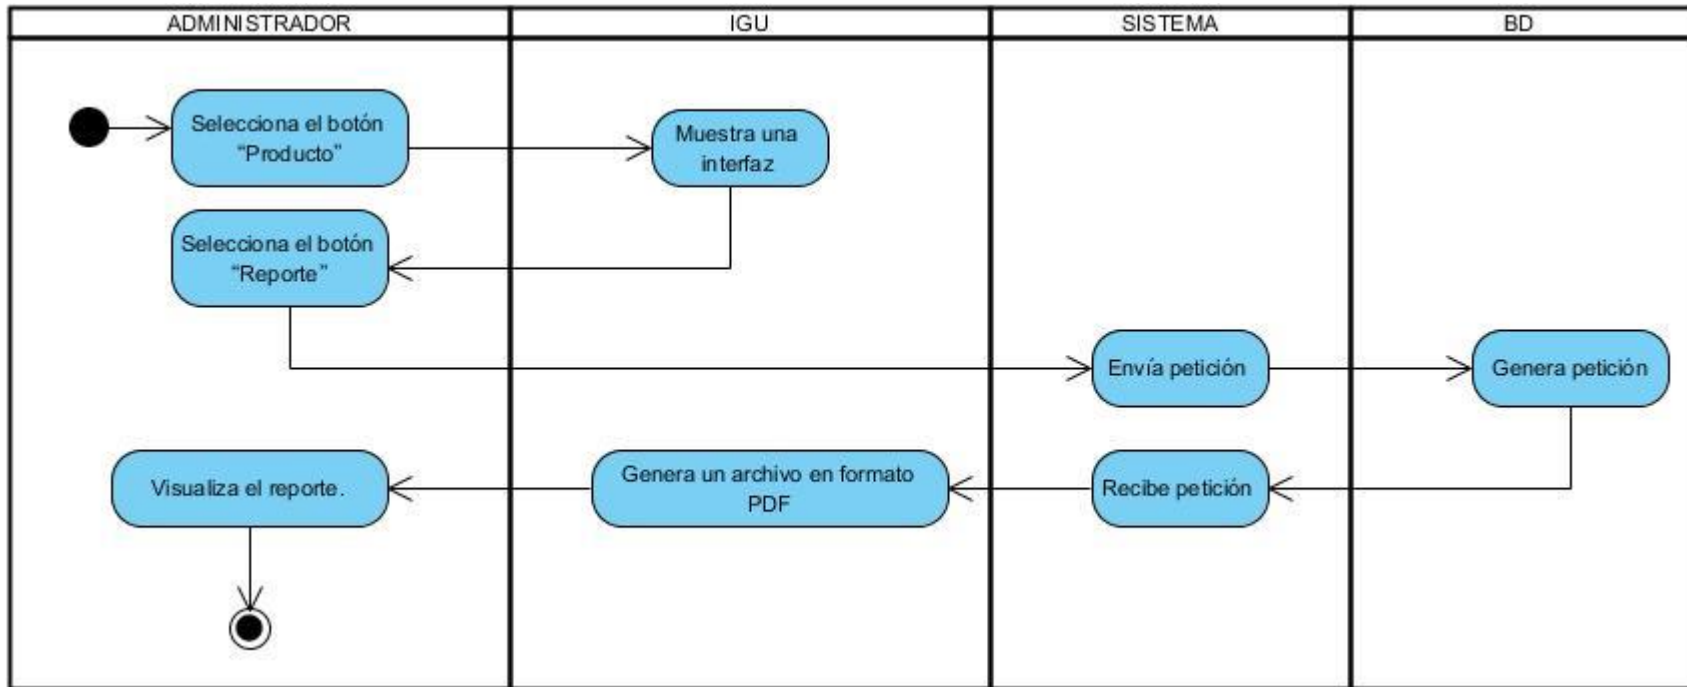 ADMINISTRADOR
IGU
SISTEMA
BD
Selecciona el botón
“Producto”
Muestra una
interfaz
Selecciona el botón
“Reporte”
Envía petición
Genera petición
Visualiza el reporte.
Genera un archivo en formato
PDF
Recibe petición